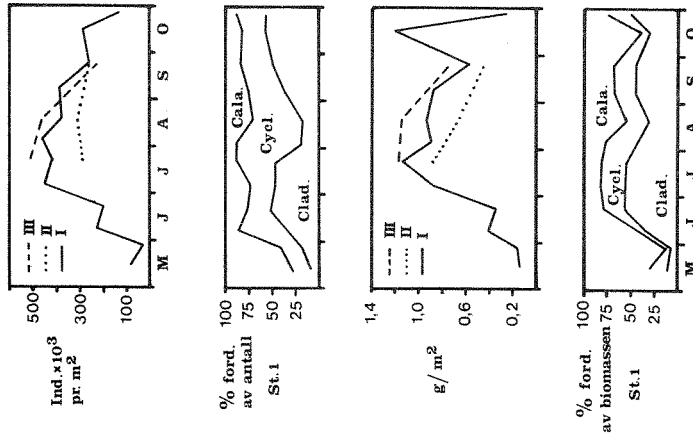 Ind.×10³
pr. m²
500
300
100
III
II
I
M J J A S O
% ford.
av antall
St.1
100
75
50
25
Cala.
Cycl.
Clad.
g/m²
1,4
1,0
0,6
0,2
III
II
I
% ford.
av biomassen
St.1
100
75
50
25
Cala.
Cycl.
Clad.
M J J A S O